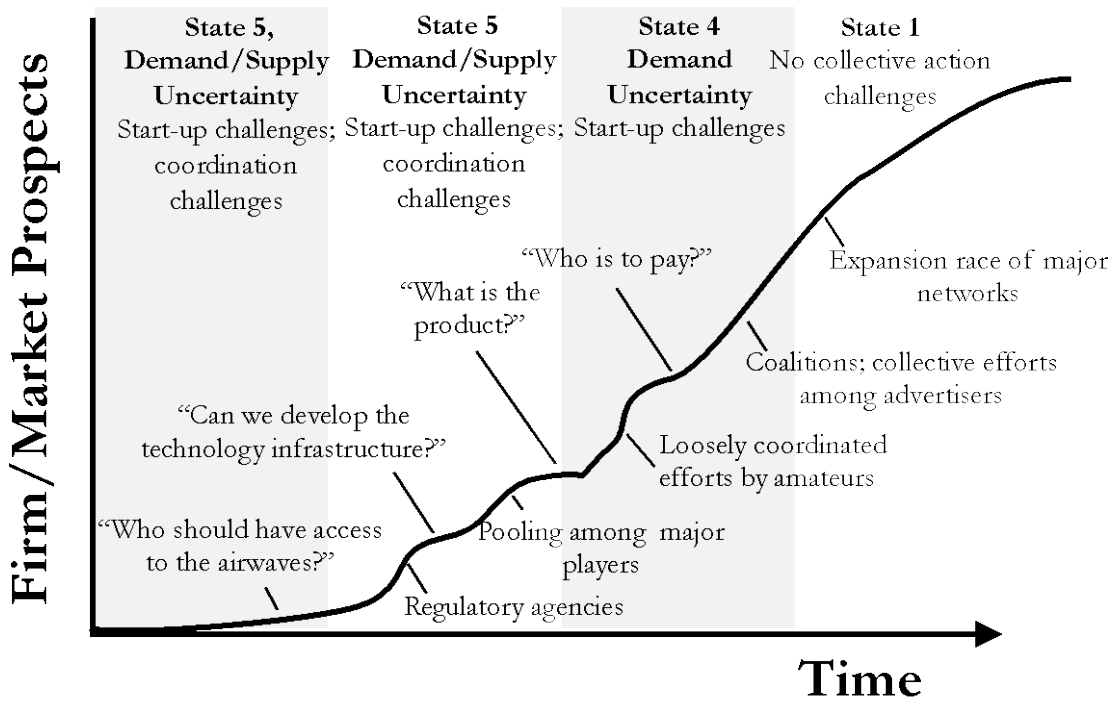 Firm/Market Prospects
State 5,
Demand/Supply
Uncertainty
Start-up challenges;
coordination
challenges
State 5
Demand/Supply
Uncertainty
Start-up challenges;
coordination
challenges
State 4
Demand
Uncertainty
Start-up challenges
State 1
No collective action
challenges
“Who is to pay?”
Expansion race of major
networks
“What is the
product?”
Coalitions; collective efforts
among advertisers
“Can we develop the
technology infrastructure?”
Loosely coordinated
efforts by amateurs
“Who should have access
to the airwaves?”
Pooling among major
players
Regulatory agencies
Time